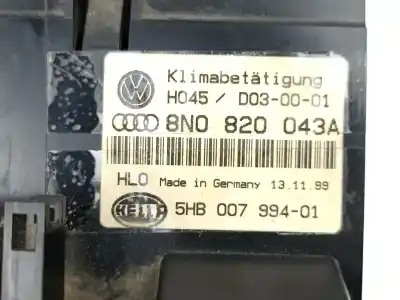 Klimabetätigung
H045 / D03-00-01
8N0 820 043A
HLO Made in Germany 13.11.99
HELLA 5HB 007 994-01